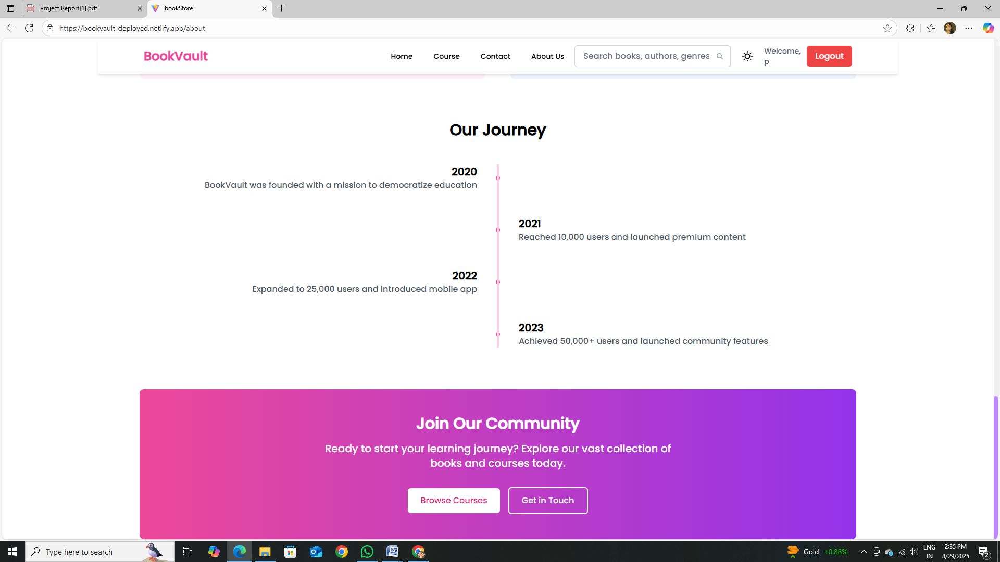 Project Report[1].pdf
bookStore
https://bookvault-deployed.netlify.app/about
BookVault
Home
Course
Contact
About Us
Search books, authors, genres
Welcome,
p
Logout
Our Journey
2020
BookVault was founded with a mission to democratize education
2021
Reached 10,000 users and launched premium content
2022
Expanded to 25,000 users and introduced mobile app
2023
Achieved 50,000+ users and launched community features
Join Our Community
Ready to start your learning journey? Explore our vast collection of
books and courses today.
Browse Courses
Get in Touch
Type here to search
Gold +0.88%
ENG
IN
2:35 PM
8/29/2025
2